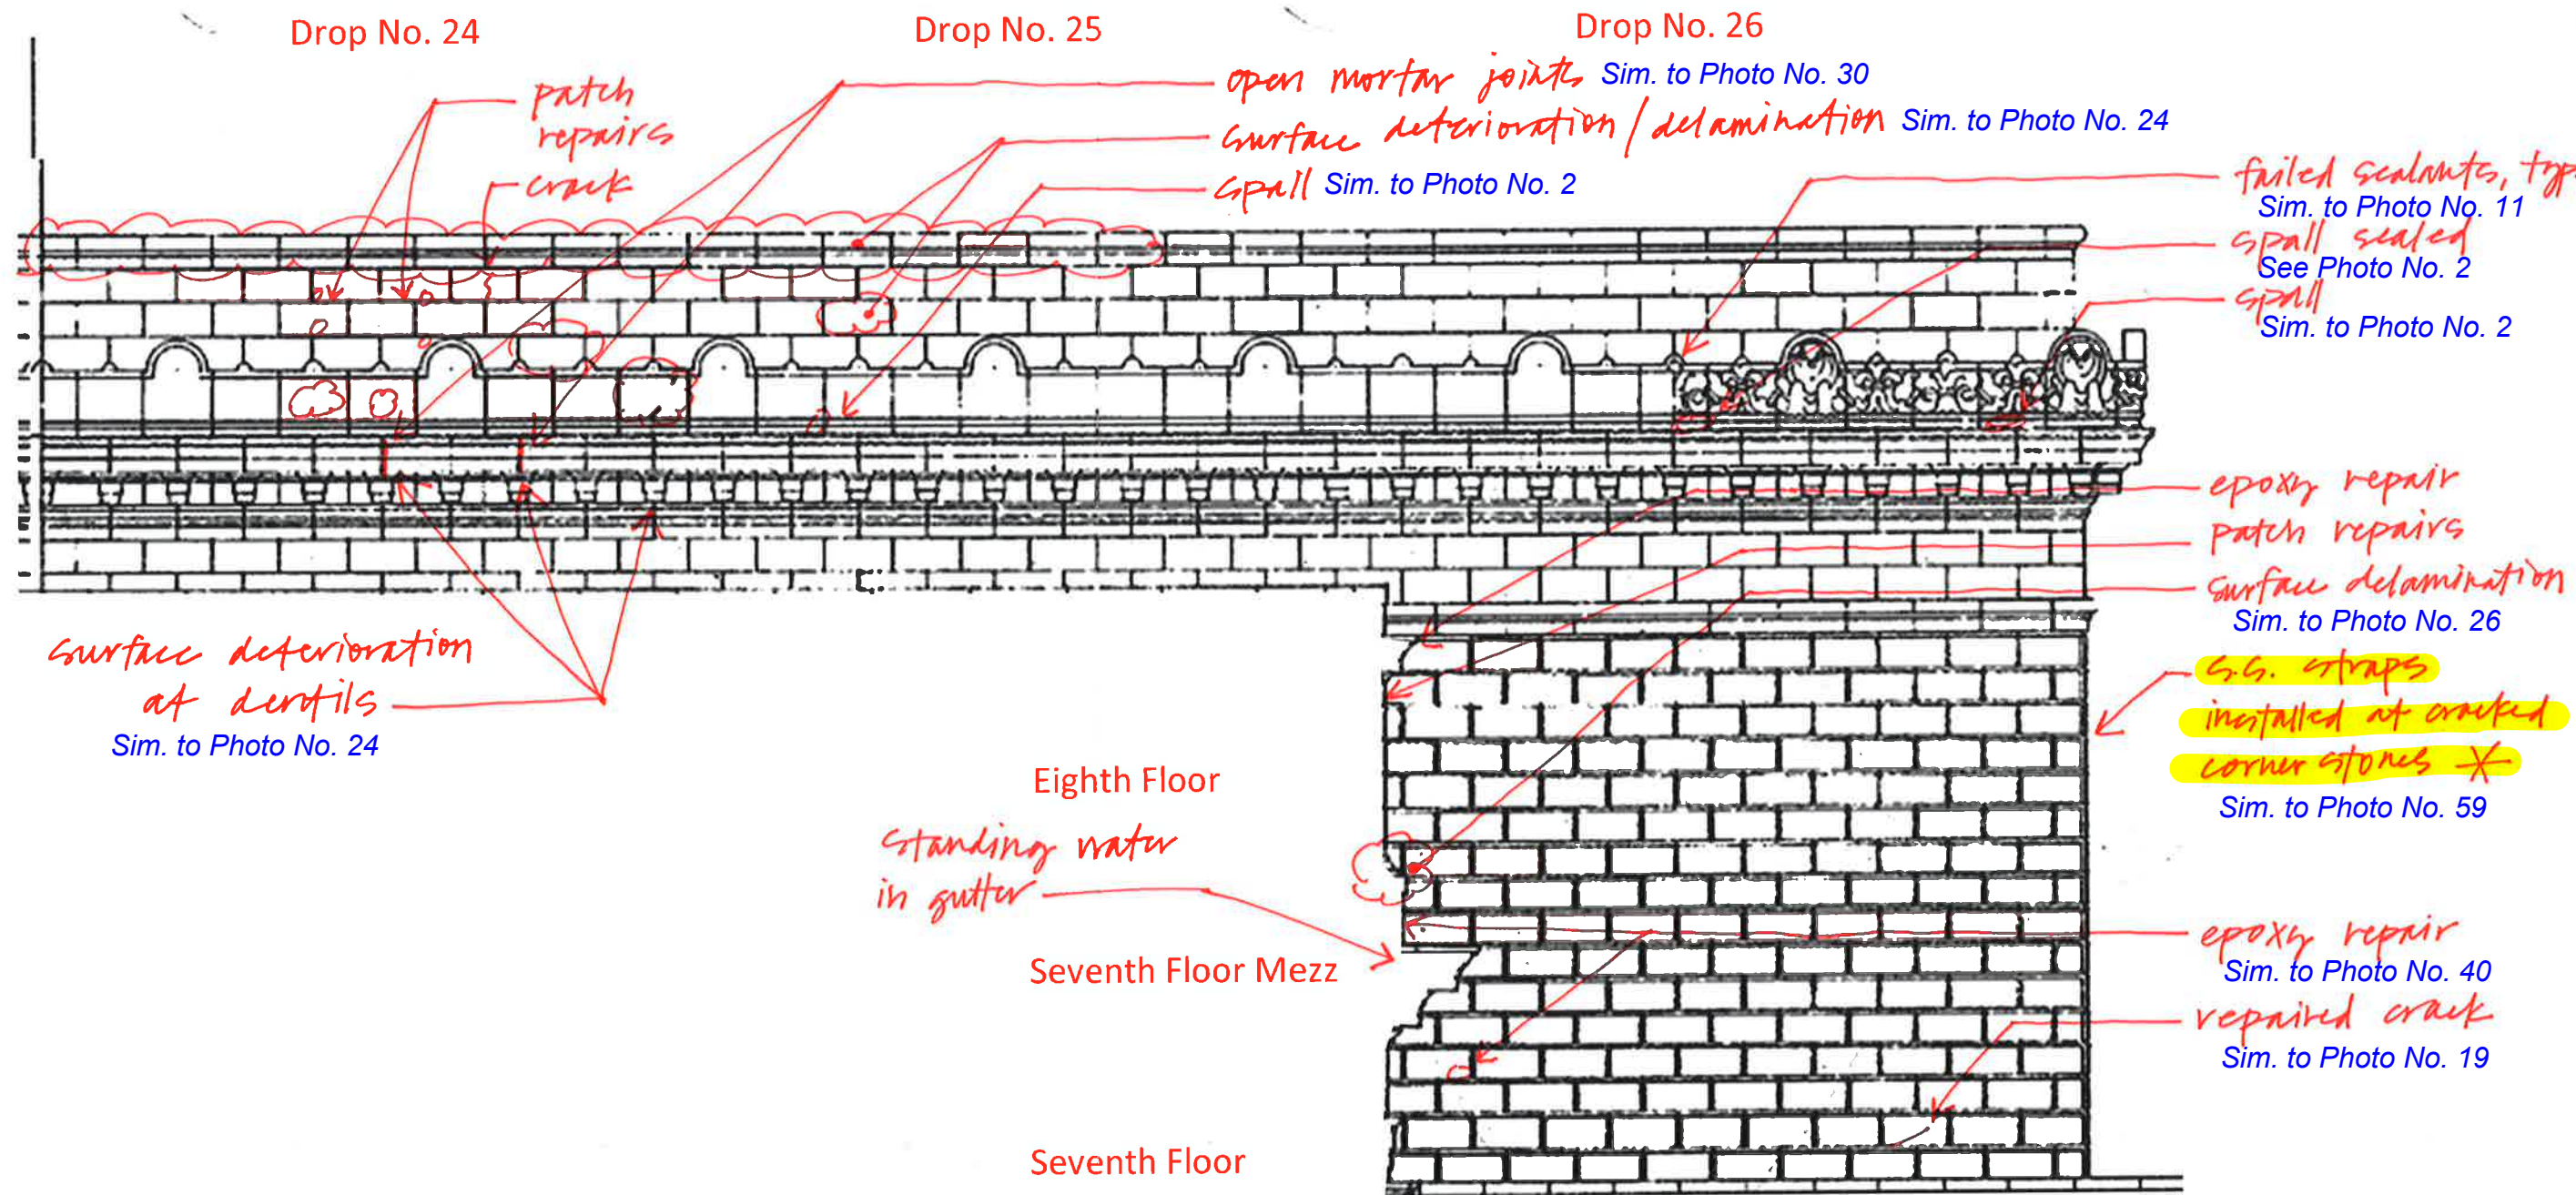 Drop No. 24
Drop No. 25
Drop No. 26
patch
repairs
crack
open mortar joints Sim. to Photo No. 30
surface deterioration / delamination Sim. to Photo No. 24
spall Sim. to Photo No. 2
failed sealants, typ
Sim. to Photo No. 11
spall sealed
See Photo No. 2
spall
Sim. to Photo No. 2
epoxy repair
patch repairs
surface delamination
Sim. to Photo No. 26
surface deterioration
at dentils
Sim. to Photo No. 24
s.s. straps
installed at cracked
corner stones *
Sim. to Photo No. 59
Eighth Floor
standing water
in gutter
Seventh Floor Mezz
epoxy repair
Sim. to Photo No. 40
repaired crack
Sim. to Photo No. 19
Seventh Floor